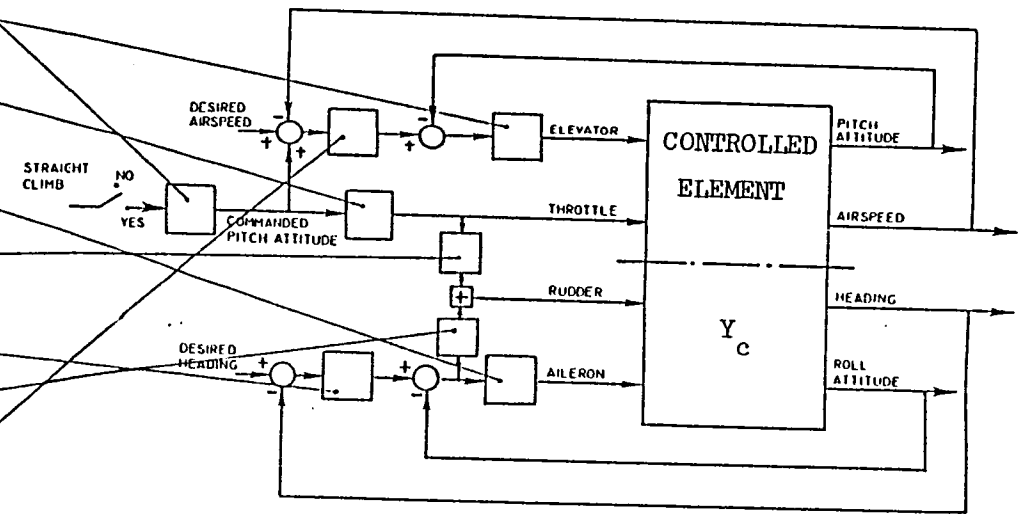 DESIRED
AIRSPEED
-
+
+
-
+
ELEVATOR
CONTROLLED
ELEMENT
PITCH
ATTITUDE
STRAIGHT
CLIMB
NO
YES
COMMANDED
PITCH ATTITUDE
THROTTLE
AIRSPEED
+
RUDDER
HEADING
Y
c
DESIRED
HEADING
+
-
+
-
AILERON
ROLL
ATTITUDE